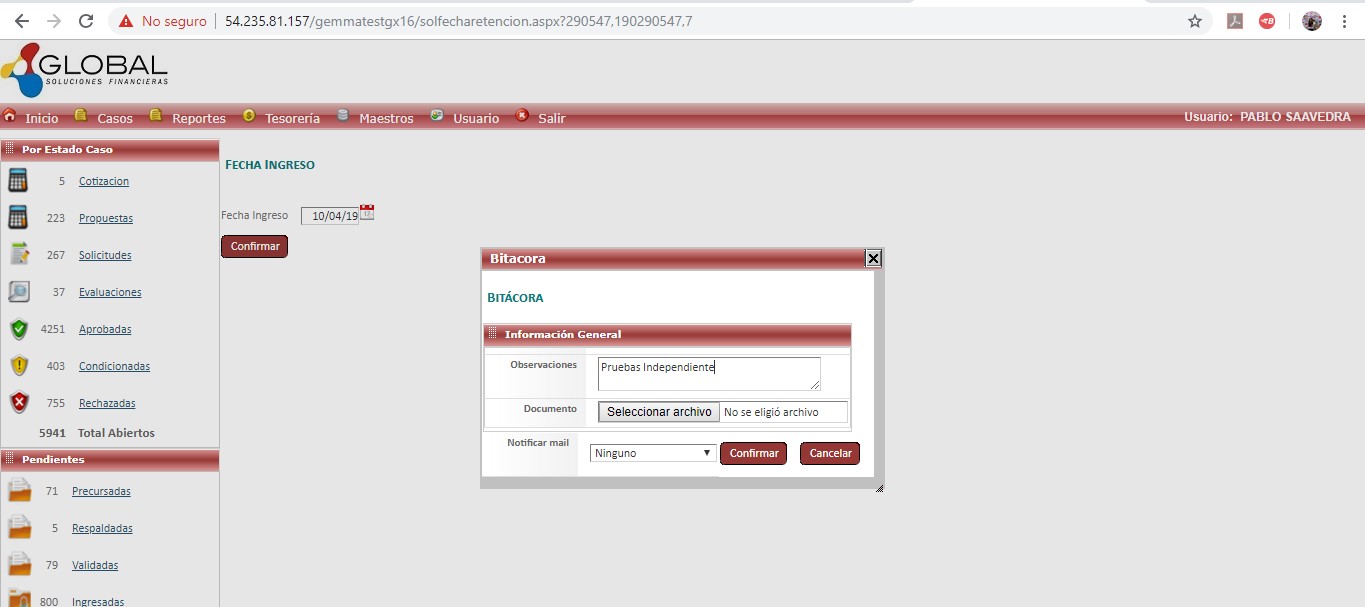 No seguro | 54.235.81.157/gemmatestgx16/solfecharetencion.aspx?290547,190290547,7
GLOBAL
SOLUCIONES FINANCIERAS
Inicio Casos Reportes Tesorería Maestros Usuario Salir Usuario: PABLO SAAVEDRA
Por Estado Caso
5 Cotizacion
223 Propuestas
267 Solicitudes
37 Evaluaciones
4251 Aprobadas
403 Condicionadas
755 Rechazadas
5941 Total Abiertos
Pendientes
71 Precursadas
5 Respaldadas
79 Validadas
800 Ingresadas
FECHA INGRESO
Fecha Ingreso 10/04/19
Confirmar
Bitacora
BITÁCORA
Información General
Observaciones Pruebas Independiente
Documento Seleccionar archivo No se eligió archivo
Notificar mail Ninguno Confirmar Cancelar